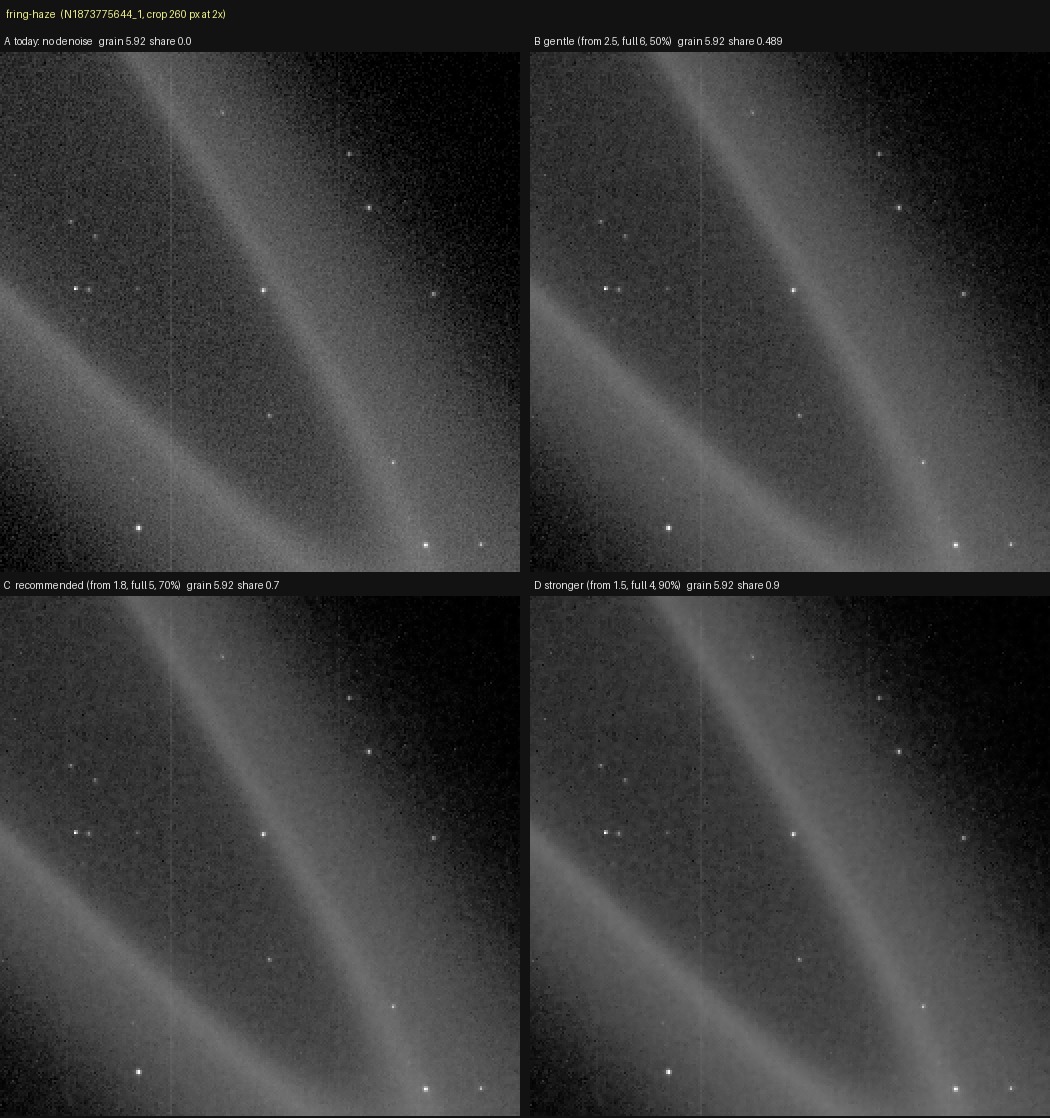 fring-haze (N1873775644_1, crop 260 px at 2x)
A today: no denoise grain 5.92 share 0.0
B gentle (from 2.5, full 6, 50%) grain 5.92 share 0.489
C recommended (from 1.8, full 5, 70%) grain 5.92 share 0.7
D stronger (from 1.5, full 4, 90%) grain 5.92 share 0.9